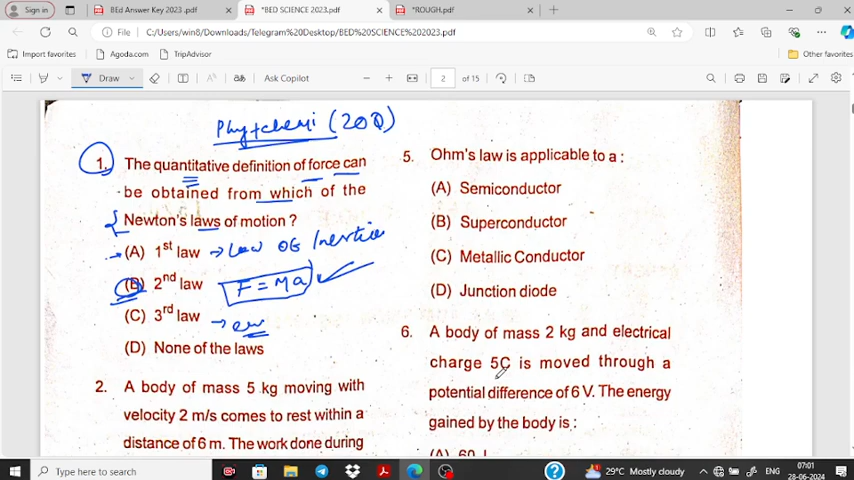 Sign in
BEd Answer Key 2023 .pdf
*BED SCIENCE 2023.pdf
*ROUGH.pdf
File
C:/Users/win8/Downloads/Telegram%20Desktop/BED%20SCIENCE%202023.pdf
Import favorites
Agoda.com
TripAdvisor
Other favorites
Draw
Ask Copilot
2
of 15
(20Q)
1. The quantitative definition of force can
be obtained from which of the
Newton's laws of motion ?
(A) 1st law → Law OG Inertia
(B) 2nd law F = Ma
(C) 3rd law
(D) None of the laws
2. A body of mass 5 kg moving with
velocity 2 m/s comes to rest within a
distance of 6 m. The work done during
5. Ohm's law is applicable to a :
(A) Semiconductor
(B) Superconductor
(C) Metallic Conductor
(D) Junction diode
6. A body of mass 2 kg and electrical
charge 5C is moved through a
potential difference of 6 V. The energy
gained by the body is :
(A) 60 J
Type here to search
29°C Mostly cloudy
ENG
07:01
28-06-2024